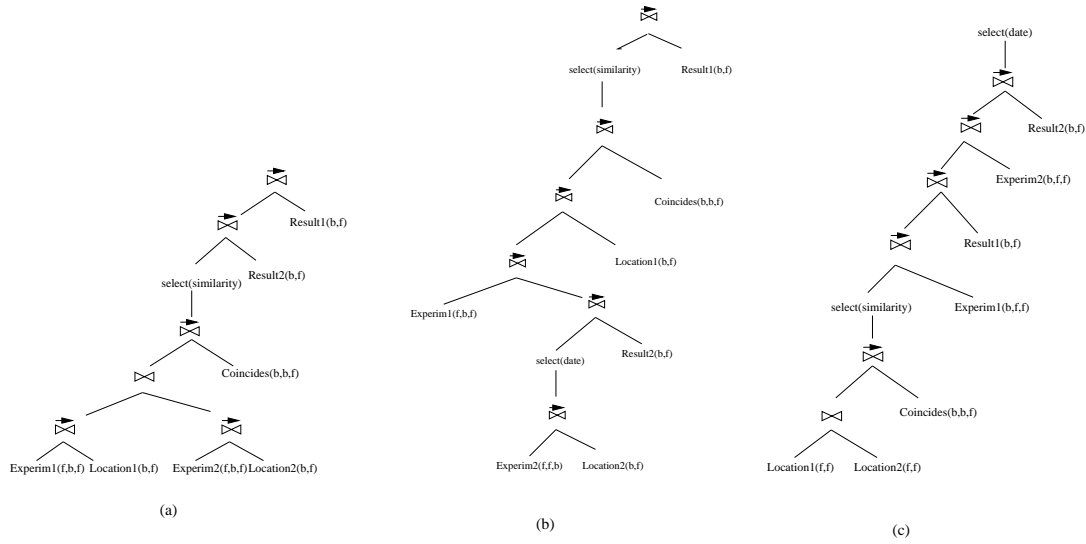 Result1(b,f)
Result2(b,f)
select(similarity)
Coincides(b,b,f)
Experim1(f,b,f) Location1(b,f) Experim2(f,b,f) Location2(b,f)
(a)
select(similarity) Result1(b,f)
Coincides(b,b,f)
Location1(b,f)
Experim1(f,b,f)
Result2(b,f)
select(date)
Experim2(f,f,b) Location2(b,f)
(b)
select(date)
Result2(b,f)
Experim2(b,f,f)
Result1(b,f)
select(similarity) Experim1(b,f,f)
Coincides(b,b,f)
Location1(f,f) Location2(f,f)
(c)